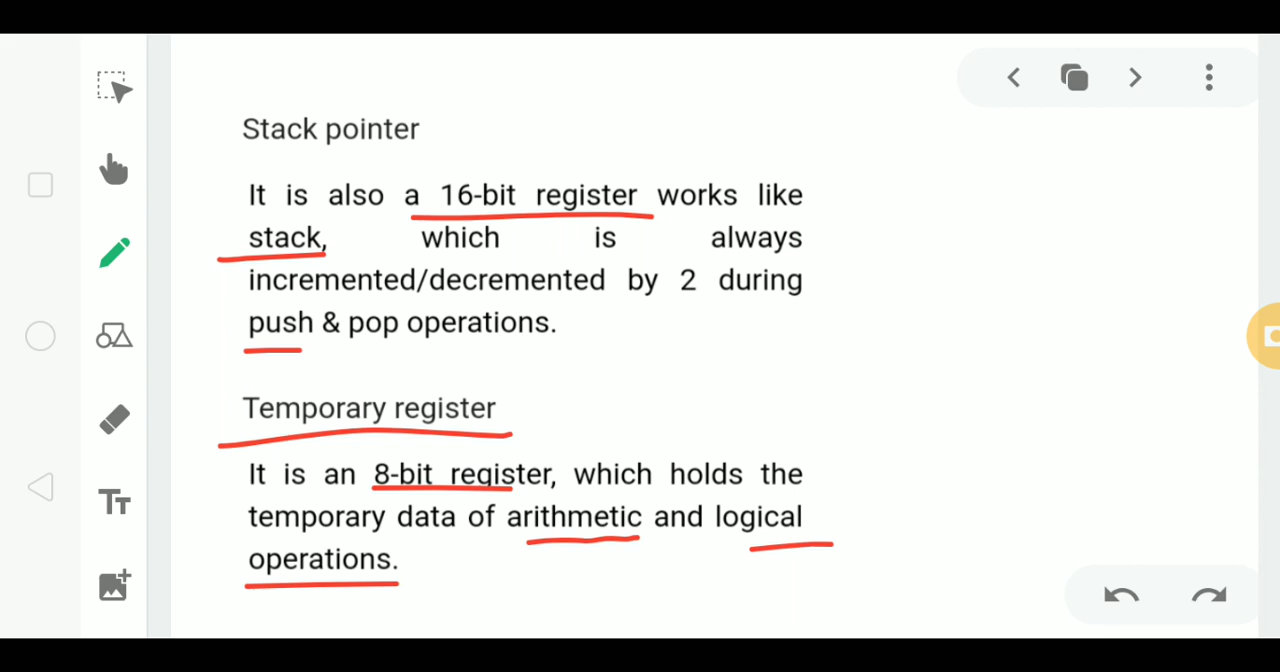 Stack pointer
It is also a 16-bit register works like
stack, which is always
incremented/decremented by 2 during
push & pop operations.
Temporary register
It is an 8-bit register, which holds the
temporary data of arithmetic and logical
operations.